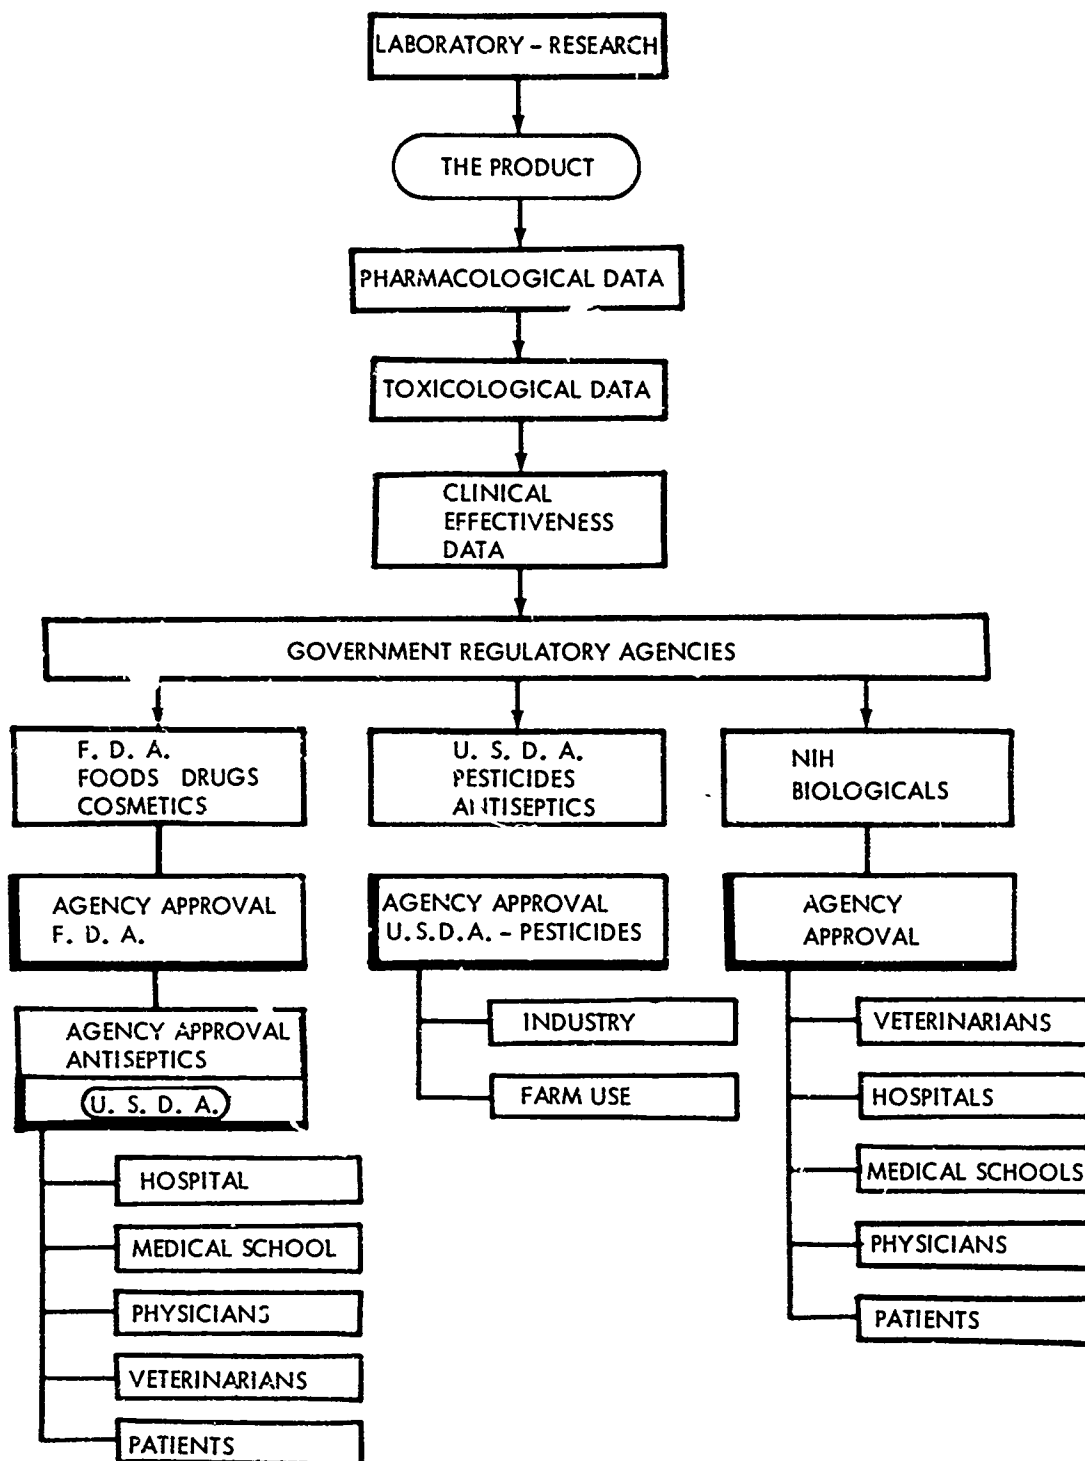 LABORATORY - RESEARCH
THE PRODUCT
PHARMACOLOGICAL DATA
TOXICOLOGICAL DATA
CLINICAL
EFFECTIVENESS
DATA
GOVERNMENT REGULATORY AGENCIES
F. D. A.
FOODS DRUGS
COSMETICS
AGENCY APPROVAL
F. D. A.
AGENCY APPROVAL
ANTISEPTICS
U. S. D. A.
HOSPITAL
MEDICAL SCHOOL
PHYSICIANS
VETERINARIANS
PATIENTS
U. S. D. A.
PESTICIDES
ANTISEPTICS
AGENCY APPROVAL
U.S.D.A. - PESTICIDES
INDUSTRY
FARM USE
NIH
BIOLOGICALS
AGENCY
APPROVAL
VETERINARIANS
HOSPITALS
MEDICAL SCHOOLS
PHYSICIANS
PATIENTS